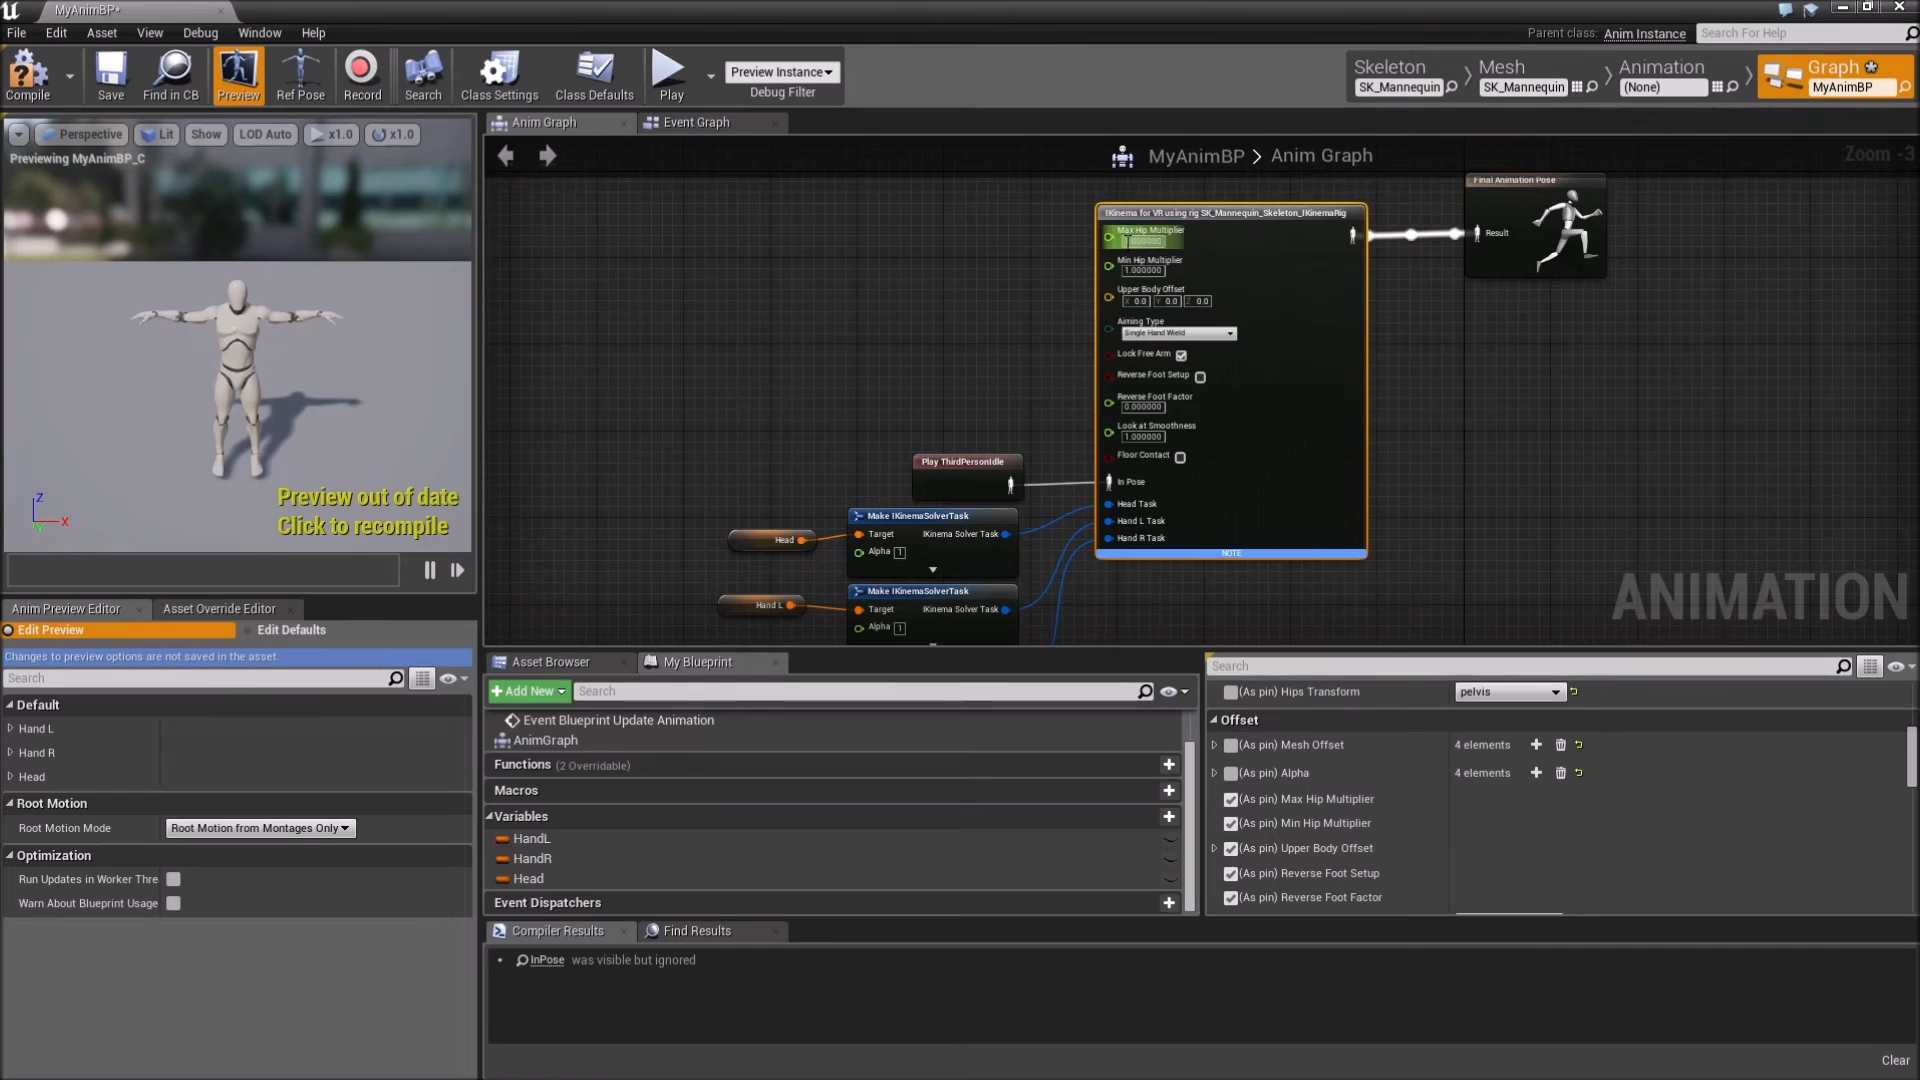 MyAnimBP*
File Edit Asset View Debug Window Help
Parent class: Anim Instance
Search For Help
Compile
Save
Find in CB
Preview
Ref Pose
Record
Search
Class Settings
Class Defaults
Play
Preview Instance
Debug Filter
Skeleton
SK_Mannequin
Mesh
SK_Mannequin
Animation
(None)
Graph
MyAnimBP
Perspective Lit Show LOD Auto x1.0 x1.0
Previewing MyAnimBP_C
Preview out of date
Click to recompile
Z
X
Y
Anim Graph
Event Graph
MyAnimBP > Anim Graph
Zoom -3
IKinema for VR using rig SK_Mannequin_Skeleton_IKinemaRig
Max Hip Multiplier
Min Hip Multiplier
1.000000
Upper Body Offset
X 0.0 Y 0.0 Z 0.0
Aiming Type
Single Hand Wield
Lock Free Arm
Reverse Foot Setup
Reverse Foot Factor
0.000000
Look at Smoothness
1.000000
Floor Contact
In Pose
Head Task
Hand L Task
Hand R Task
NOTE
Final Animation Pose
Result
Play ThirdPersonIdle
Make IKinemaSolverTask
Target IKinema Solver Task
Alpha 1
Head
Make IKinemaSolverTask
Target IKinema Solver Task
Alpha 1
Hand L
ANIMATION
Anim Preview Editor
Asset Override Editor
Edit Preview
Edit Defaults
Changes to preview options are not saved in the asset.
Search
Default
Hand L
Hand R
Head
Root Motion
Root Motion Mode
Root Motion from Montages Only
Optimization
Run Updates in Worker Thre
Warn About Blueprint Usage
Asset Browser
My Blueprint
Add New
Search
Event Blueprint Update Animation
AnimGraph
Functions (2 Overridable)
Macros
Variables
HandL
HandR
Head
Event Dispatchers
Search
(As pin) Hips Transform
pelvis
Offset
(As pin) Mesh Offset
4 elements
(As pin) Alpha
4 elements
(As pin) Max Hip Multiplier
(As pin) Min Hip Multiplier
(As pin) Upper Body Offset
(As pin) Reverse Foot Setup
(As pin) Reverse Foot Factor
Compiler Results
Find Results
InPose was visible but ignored
Clear